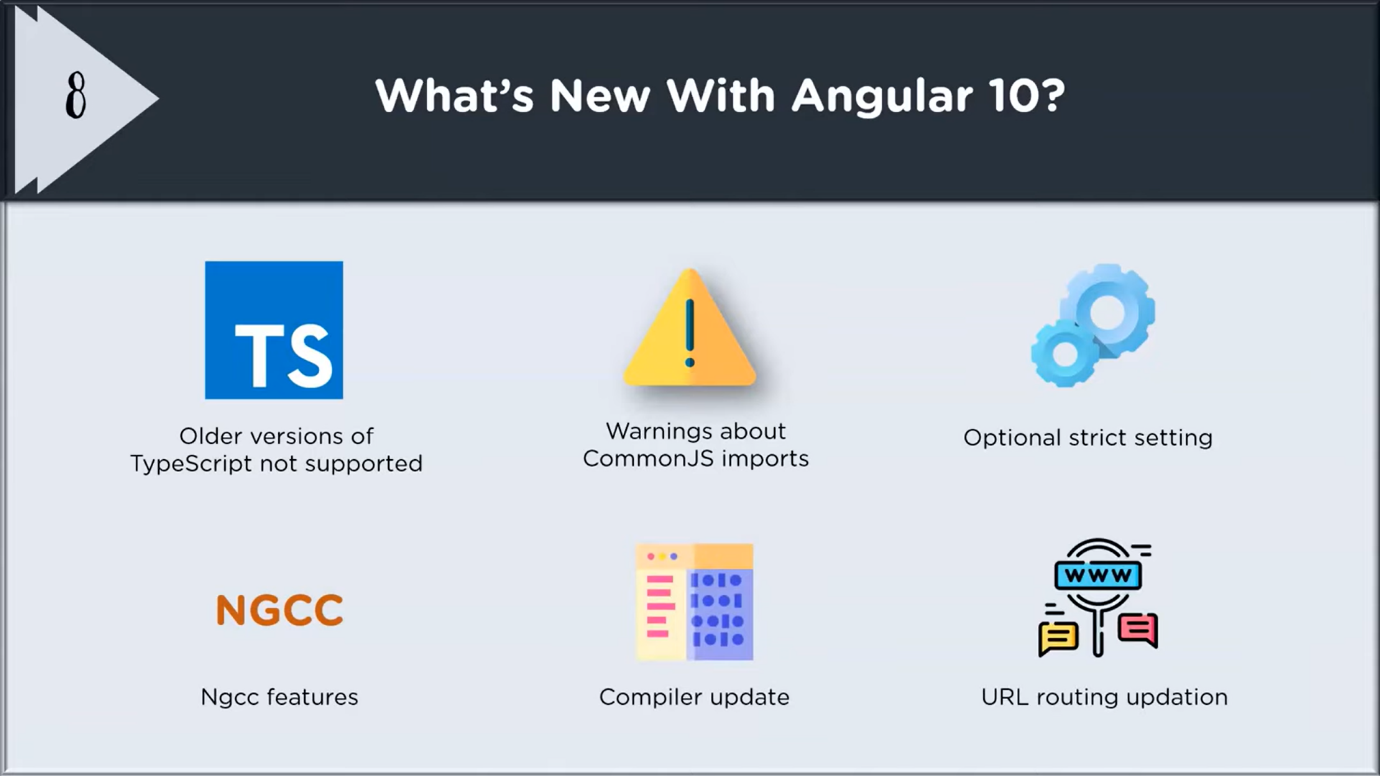 8
What's New With Angular 10?
TS
Older versions of
TypeScript not supported
Warnings about
CommonJS imports
Optional strict setting
NGCC
Ngcc features
Compiler update
WWW
URL routing updation